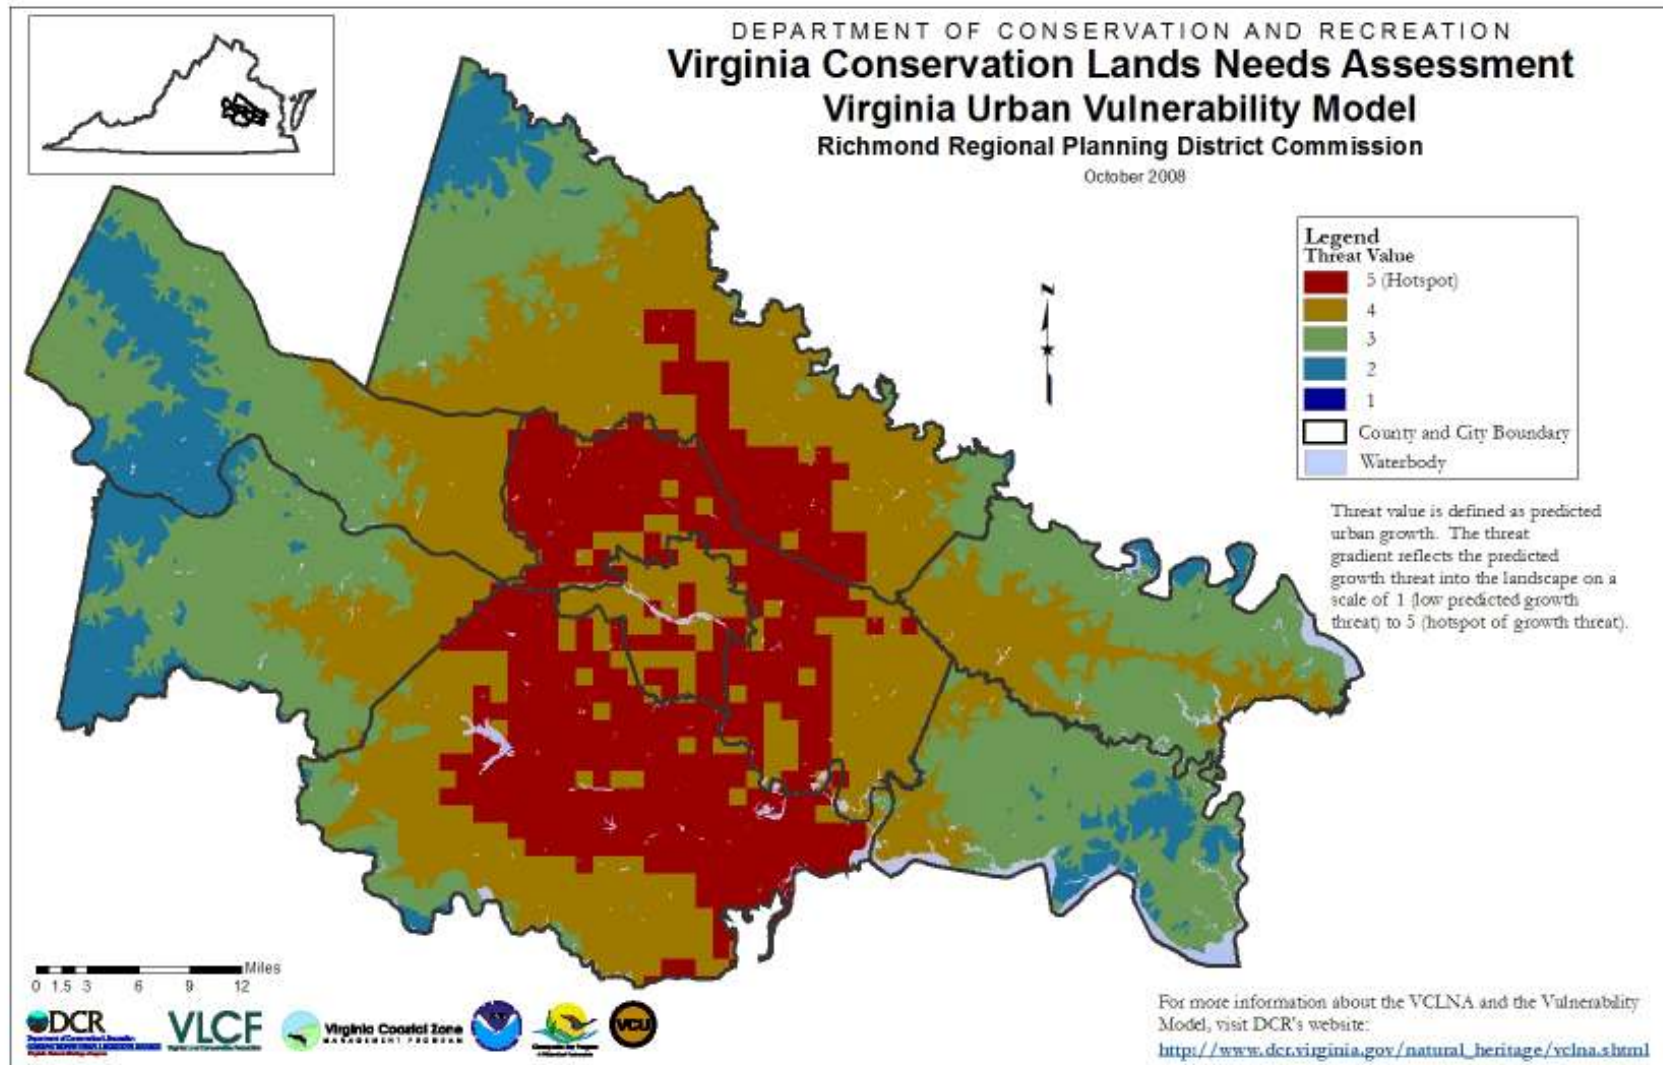 DEPARTMENT OF CONSERVATION AND RECREATION
Virginia Conservation Lands Needs Assessment
Virginia Urban Vulnerability Model
Richmond Regional Planning District Commission
October 2008
Legend
Threat Value
5 (Hotspot)
4
3
2
1
County and City Boundary
Waterbody
Threat value is defined as predicted
urban growth. The threat
gradient reflects the predicted
growth threat into the landscape on a
scale of 1 (low predicted growth
threat) to 5 (hotspot of growth threat).
Miles
0 1.5 3 6 9 12
DCR
VLCF
Virginia Coastal Zone
MANAGEMENT PROGRAM
VCU
For more information about the VCLNA and the Vulnerability
Model, visit DCR's website:
http://www.dcr.virginia.gov/natural_heritage/vclna.shtml